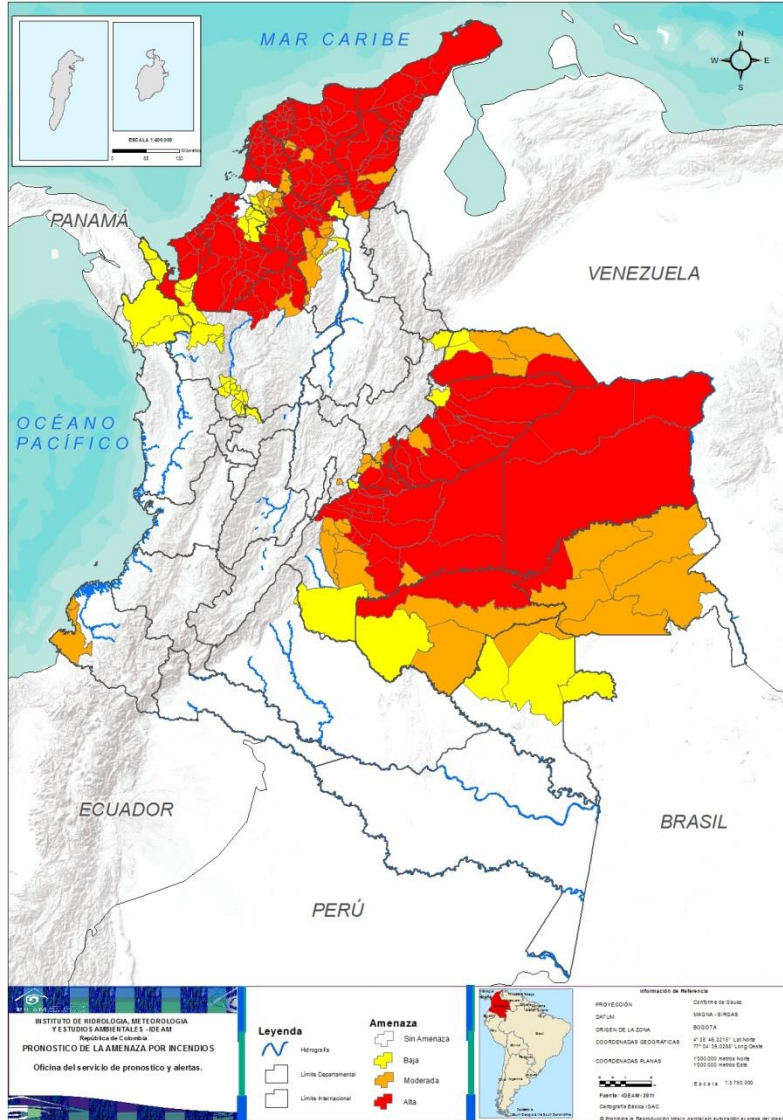 MAR CARIBE
N
W E
S
ESCALA 1:400.000
PANAMÁ
VENEZUELA
OCÉANO
PACÍFICO
ECUADOR
PERÚ
BRASIL
INSTITUTO DE HIDROLOGIA, METEOROLOGIA
Y ESTUDIOS AMBIENTALES - IDEAM
República de Colombia
PRONOSTICO DE LA AMENAZA POR INCENDIOS
Oficina del servicio de pronostico y alertas.
Leyenda
Hidrografía
Límite Departamental
Límite Internacional
Amenaza
Sin Amenaza
Baja
Moderada
Alta
Información de Referencia
PROYECCIÓN Conforme de Gauss
DATUM MAGNA - SIRGAS
ORIGEN DE LA ZONA BOGOTÁ
COORDENADAS GEOGRÁFICAS
COORDENADAS PLANAS 1'000.000 metros Norte
1'000.000 metros Este
Escala
Fuente: ©IDEAM - 2011
Cartografía Básica IGAC